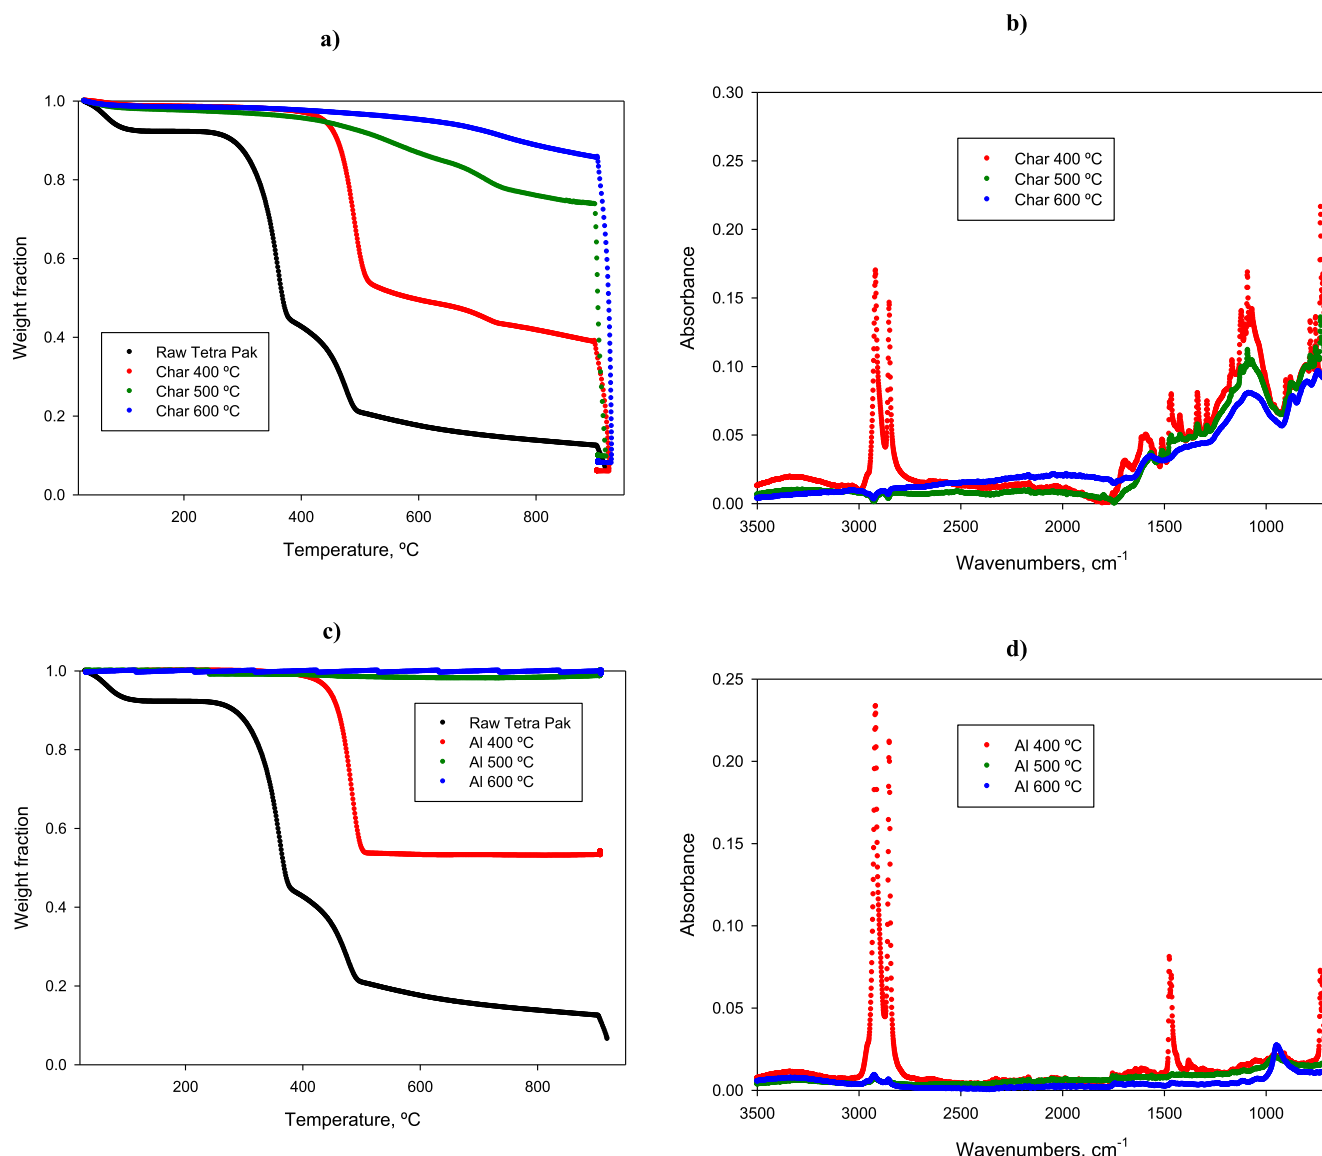 a)
1.0
0.8
0.6
0.4
0.2
0.0
Weight fraction
Raw Tetra Pak
Char 400 ºC
Char 500 ºC
Char 600 ºC
200
400
600
800
Temperature, ºC
b)
0.30
0.25
0.20
0.15
0.10
0.05
0.00
Absorbance
Char 400 ºC
Char 500 ºC
Char 600 ºC
3500
3000
2500
2000
1500
1000
Wavenumbers, cm⁻¹
c)
1.0
0.8
0.6
0.4
0.2
0.0
Weight fraction
Raw Tetra Pak
Al 400 ºC
Al 500 ºC
Al 600 ºC
200
400
600
800
Temperature, ºC
d)
0.25
0.20
0.15
0.10
0.05
0.00
Absorbance
Al 400 ºC
Al 500 ºC
Al 600 ºC
3500
3000
2500
2000
1500
1000
Wavenumbers, cm⁻¹